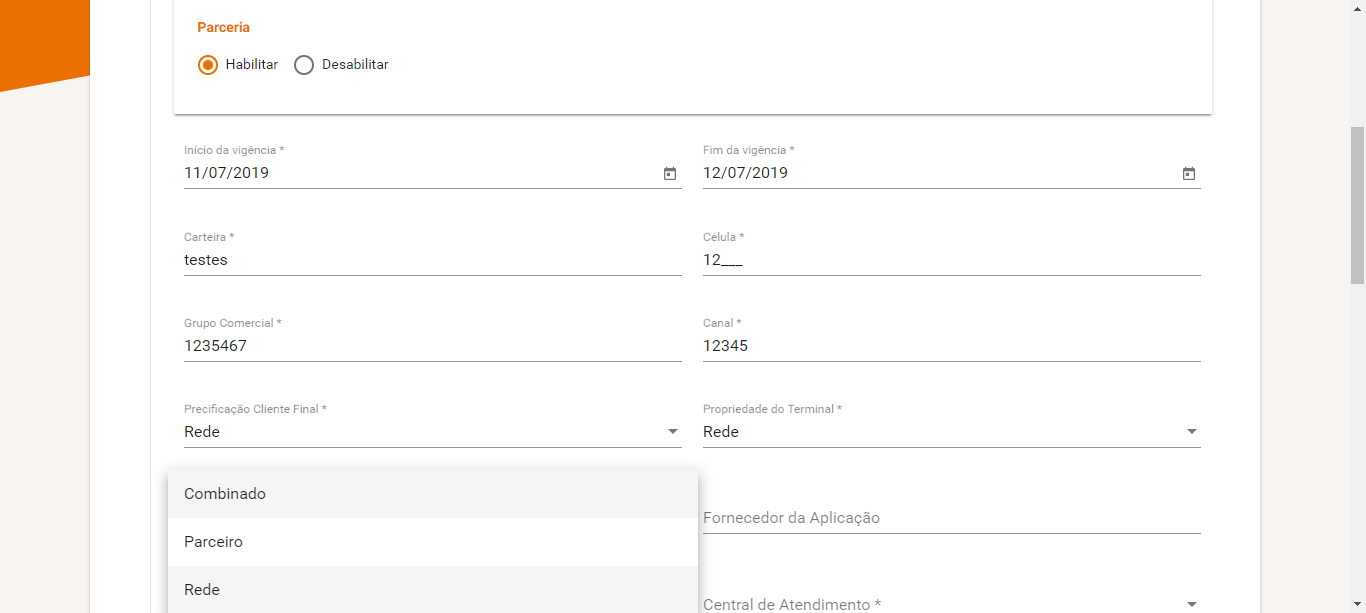 Parceria
Habilitar Desabilitar
Início da vigência * Fim da vigência *
11/07/2019 12/07/2019
Carteira * Célula *
testes 12___
Grupo Comercial * Canal *
1235467 12345
Precificação Cliente Final * Propriedade do Terminal *
Rede Rede
Combinado
Fornecedor da Aplicação
Parceiro
Rede
Central de Atendimento *